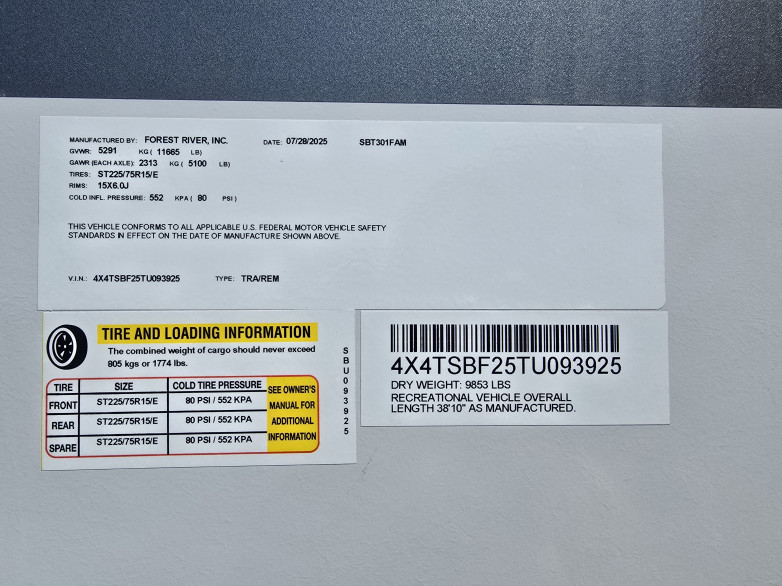 MANUFACTURED BY: FOREST RIVER, INC. DATE: 07/28/2025 SBT301FAM
GVWR: 5291 KG ( 11665 LB)
GAWR (EACH AXLE): 2313 KG ( 5100 LB)
TIRES: ST225/75R15/E
RIMS: 15X6.0J
COLD INFL. PRESSURE: 552 KPA ( 80 PSI )
THIS VEHICLE CONFORMS TO ALL APPLICABLE U.S. FEDERAL MOTOR VEHICLE SAFETY
STANDARDS IN EFFECT ON THE DATE OF MANUFACTURE SHOWN ABOVE.
V.I.N.: 4X4TSBF25TU093925 TYPE: TRA/REM
TIRE AND LOADING INFORMATION
The combined weight of cargo should never exceed
805 kgs or 1774 lbs.
TIRE SIZE COLD TIRE PRESSURE
FRONT ST225/75R15/E 80 PSI / 552 KPA
REAR ST225/75R15/E 80 PSI / 552 KPA
SPARE ST225/75R15/E 80 PSI / 552 KPA
SEE OWNER'S
MANUAL FOR
ADDITIONAL
INFORMATION
SBU093925
4X4TSBF25TU093925
DRY WEIGHT: 9853 LBS
RECREATIONAL VEHICLE OVERALL
LENGTH 38'10" AS MANUFACTURED.